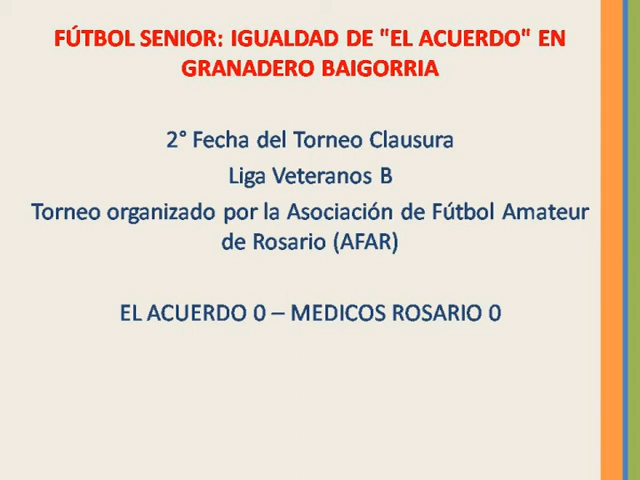 FÚTBOL SENIOR: IGUALDAD DE "EL ACUERDO" EN
GRANADERO BAIGORRIA
2° Fecha del Torneo Clausura
Liga Veteranos B
Torneo organizado por la Asociación de Fútbol Amateur
de Rosario (AFAR)
EL ACUERDO 0 – MEDICOS ROSARIO 0